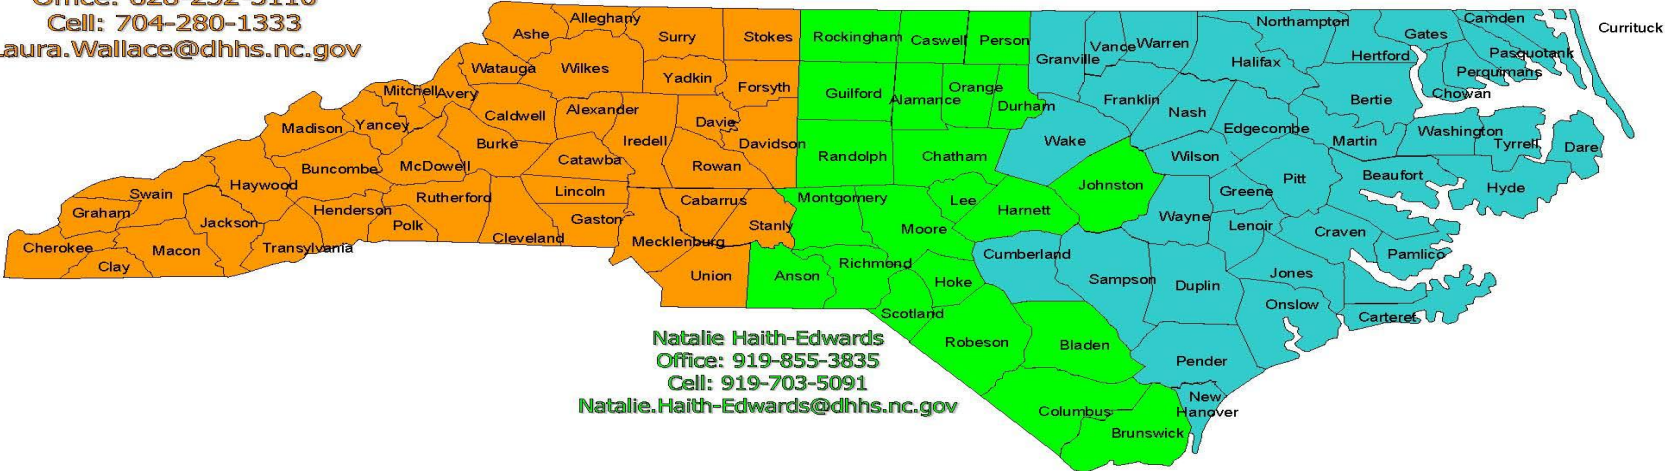 Office: 828-232-5116
Cell: 704-280-1333
aura.Wallace@dhhs.nc.gov
Alleghany
Ashe
Surry
Stokes
Rockingham
Caswell
Person
Granville
Vance
Warren
Northampton
Gates
Camden
Currituck
Watauga
Wilkes
Yadkin
Forsyth
Guilford
Alamance
Orange
Durham
Franklin
Halifax
Hertford
Pasquotank
Perquimans
Chowan
Bertie
Mitchell
Avery
Caldwell
Alexander
Davie
Iredell
Davidson
Nash
Edgecombe
Martin
Washington
Tyrrell
Dare
Madison
Yancey
Burke
Catawba
Rowan
Randolph
Chatham
Wake
Wilson
Buncombe
McDowell
Haywood
Swain
Rutherford
Lincoln
Cabarrus
Montgomery
Lee
Johnston
Greene
Pitt
Beaufort
Hyde
Graham
Jackson
Henderson
Polk
Gaston
Stanly
Moore
Harnett
Wayne
Lenoir
Craven
Cherokee
Macon
Transylvania
Cleveland
Mecklenburg
Cumberland
Pamlico
Clay
Union
Anson
Richmond
Hoke
Sampson
Duplin
Jones
Onslow
Carteret
Scotland
Robeson
Bladen
Pender
Natalie Haith-Edwards
Office: 919-855-3835
Cell: 919-703-5091
Natalie.Haith-Edwards@dhhs.nc.gov
Columbus
Brunswick
New
Hanover